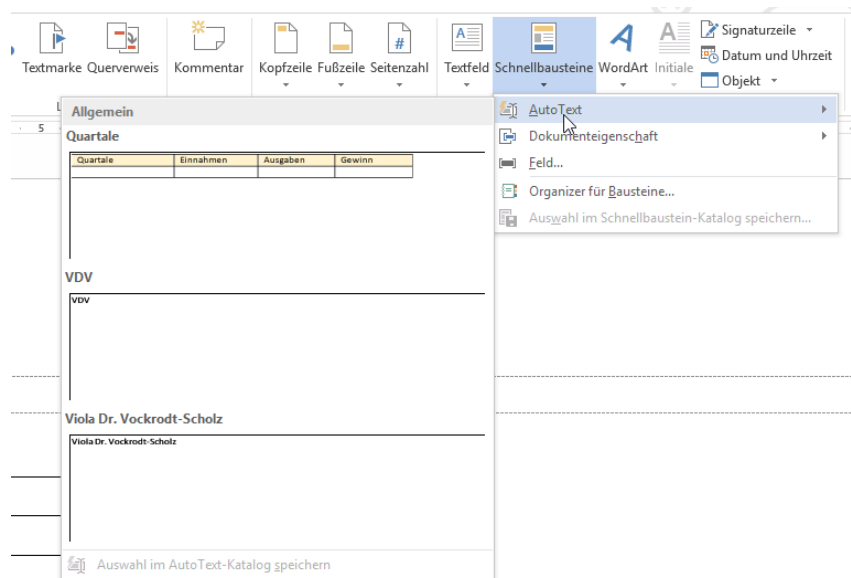 Signaturzeile
Datum und Uhrzeit
Textmarke Querverweis Kommentar Kopfzeile Fußzeile Seitenzahl Textfeld Schnellbausteine WordArt Initiale Objekt
5
Allgemein
Quartale
Quartale Einnahmen Ausgaben Gewinn
VDV
VDV
Viola Dr. Vockrodt-Scholz
Viola Dr. Vockrodt-Scholz
Auswahl im AutoText-Katalog speichern
AutoText
Dokumenteigenschaft
Feld...
Organizer für Bausteine...
Auswahl im Schnellbaustein-Katalog speichern...